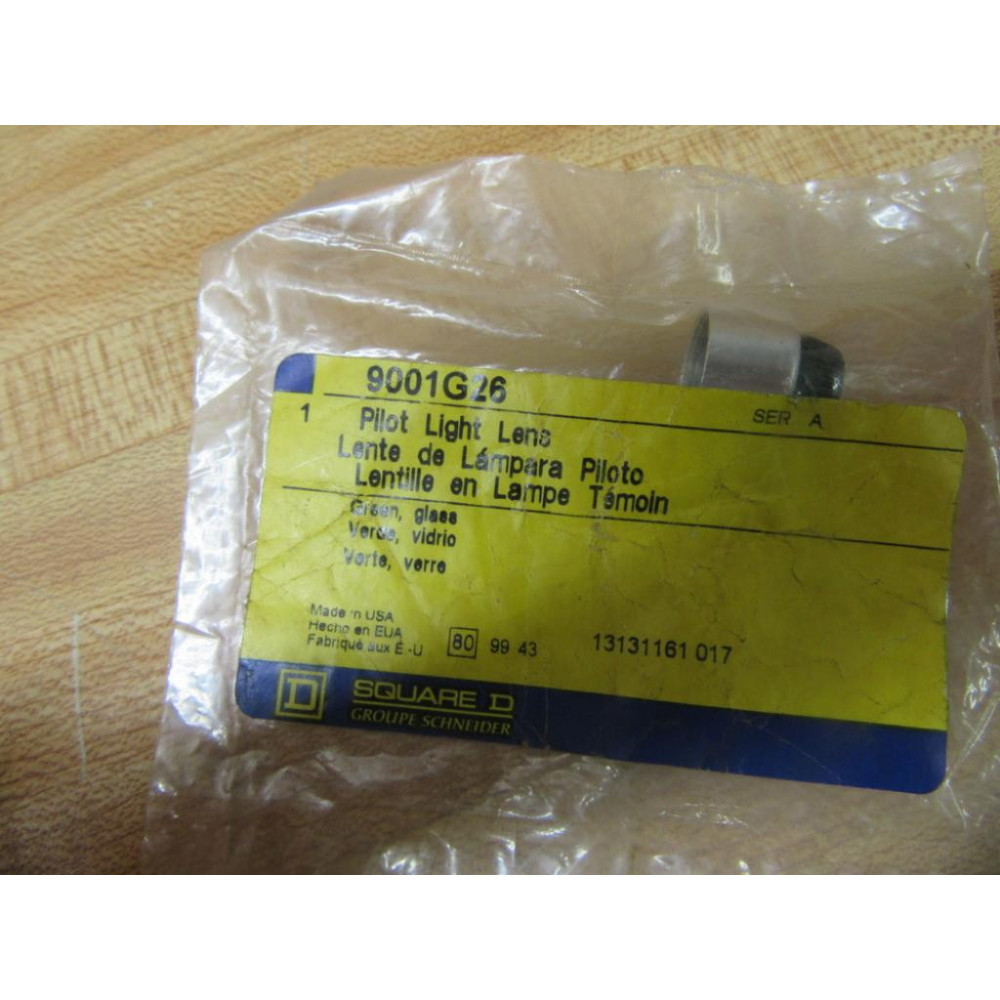 9001G26
1 Pilot Light Lens SER A
Lente de Lámpara Piloto
Lentille en Lampe Témoin
Green, glass
Verde, vidrio
Verte, verre
Made in USA
Hecho en EUA
Fabriqué aux É-U 80 99 43 13131161 017
D SQUARE D
GROUPE SCHNEIDER